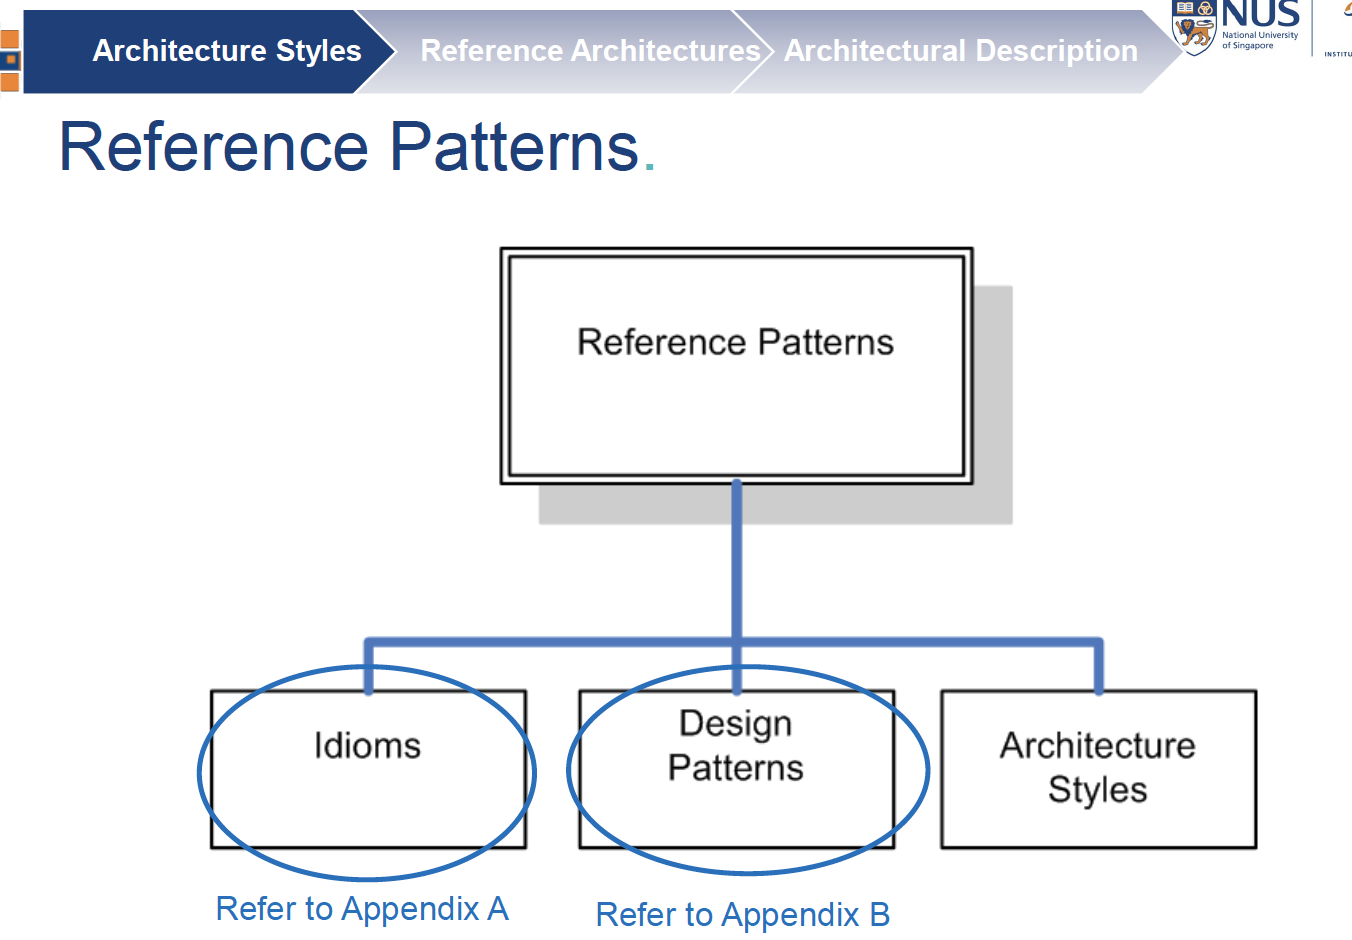 Architecture Styles
Reference Architectures
Architectural Description
NUS
National University
of Singapore
Reference Patterns.
Reference Patterns
Idioms
Design
Patterns
Architecture
Styles
Refer to Appendix A
Refer to Appendix B